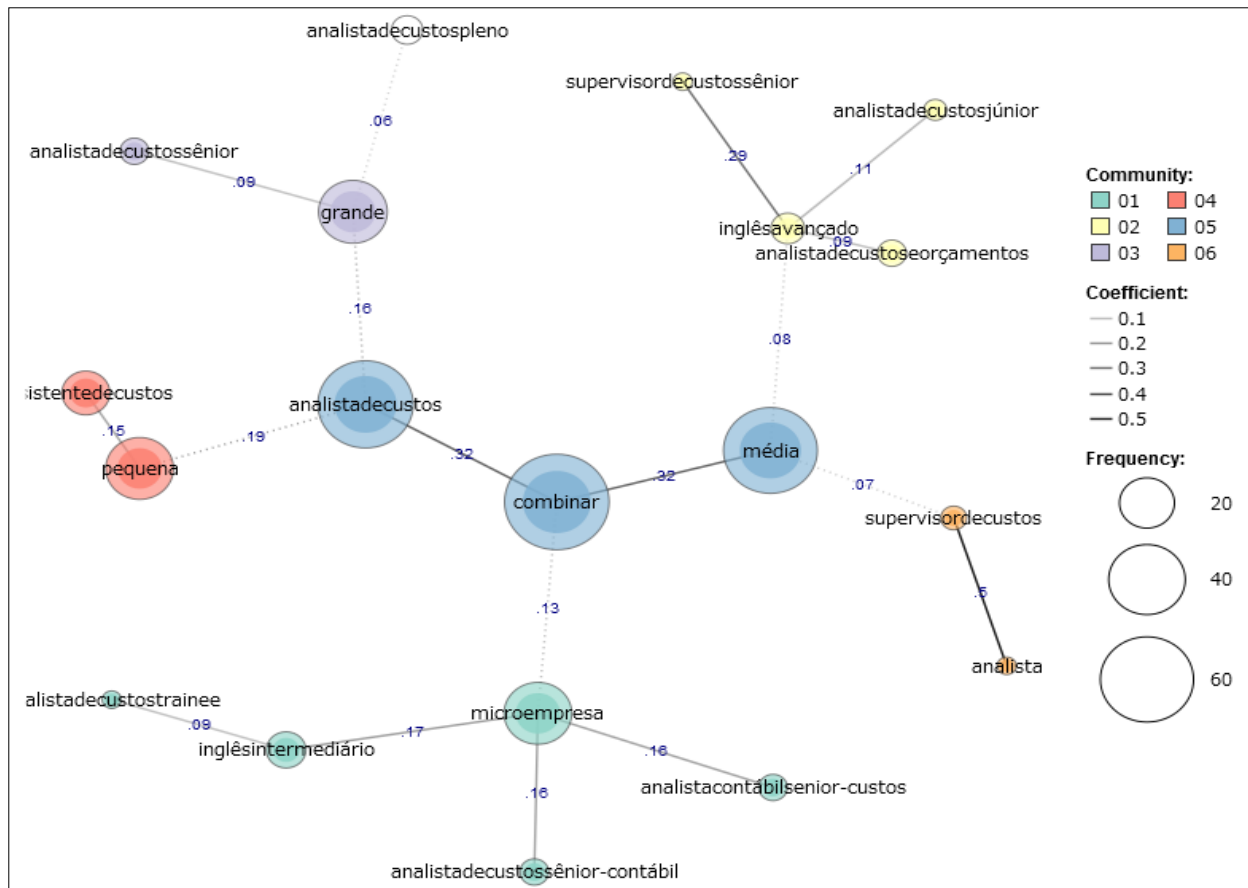 analistadecustospleno
supervisordecustossênior
analistadecustosjúnior
.06
analistadecustossênior
.29
.11
.09
Community:
01 04
02 05
03 06
grande
inglêsavançado
.09
analistadecustoseorçamentos
Coefficient:
0.1
0.2
0.3
0.4
0.5
.16
.08
sistentedecustos
analistadecustos
.15
.19
pequena
média
.32
.32
combinar
.07
supervisordecustos
Frequency:
20
40
60
.13
.5
análista
alistadecustostrainee
microempresa
.09
.17
inglêsintermediário
.16
analistacontábilsenior-custos
.16
analistadecustossênior-contábil